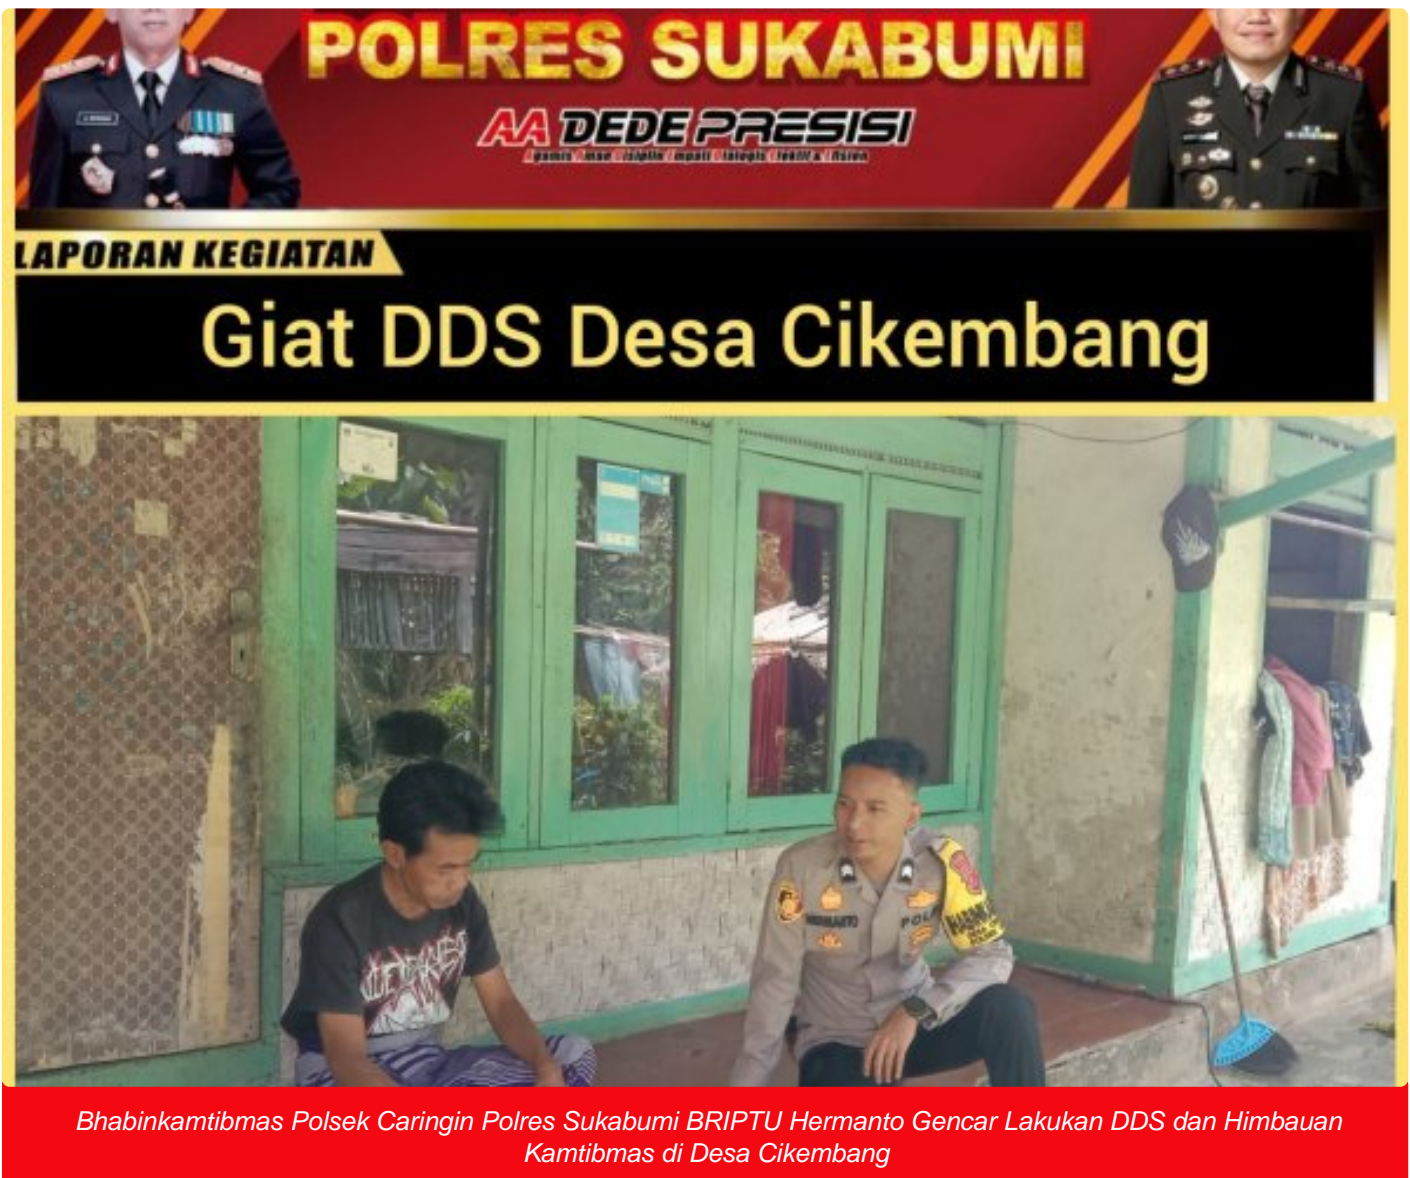 POLRES SUKABUMI
AA DEDE PRESISI
LAPORAN KEGIATAN
Giat DDS Desa Cikembang
Bhabinkamtibmas Polsek Caringin Polres Sukabumi BRIPTU Hermanto Gencar Lakukan DDS dan Himbauan
Kamtibmas di Desa Cikembang